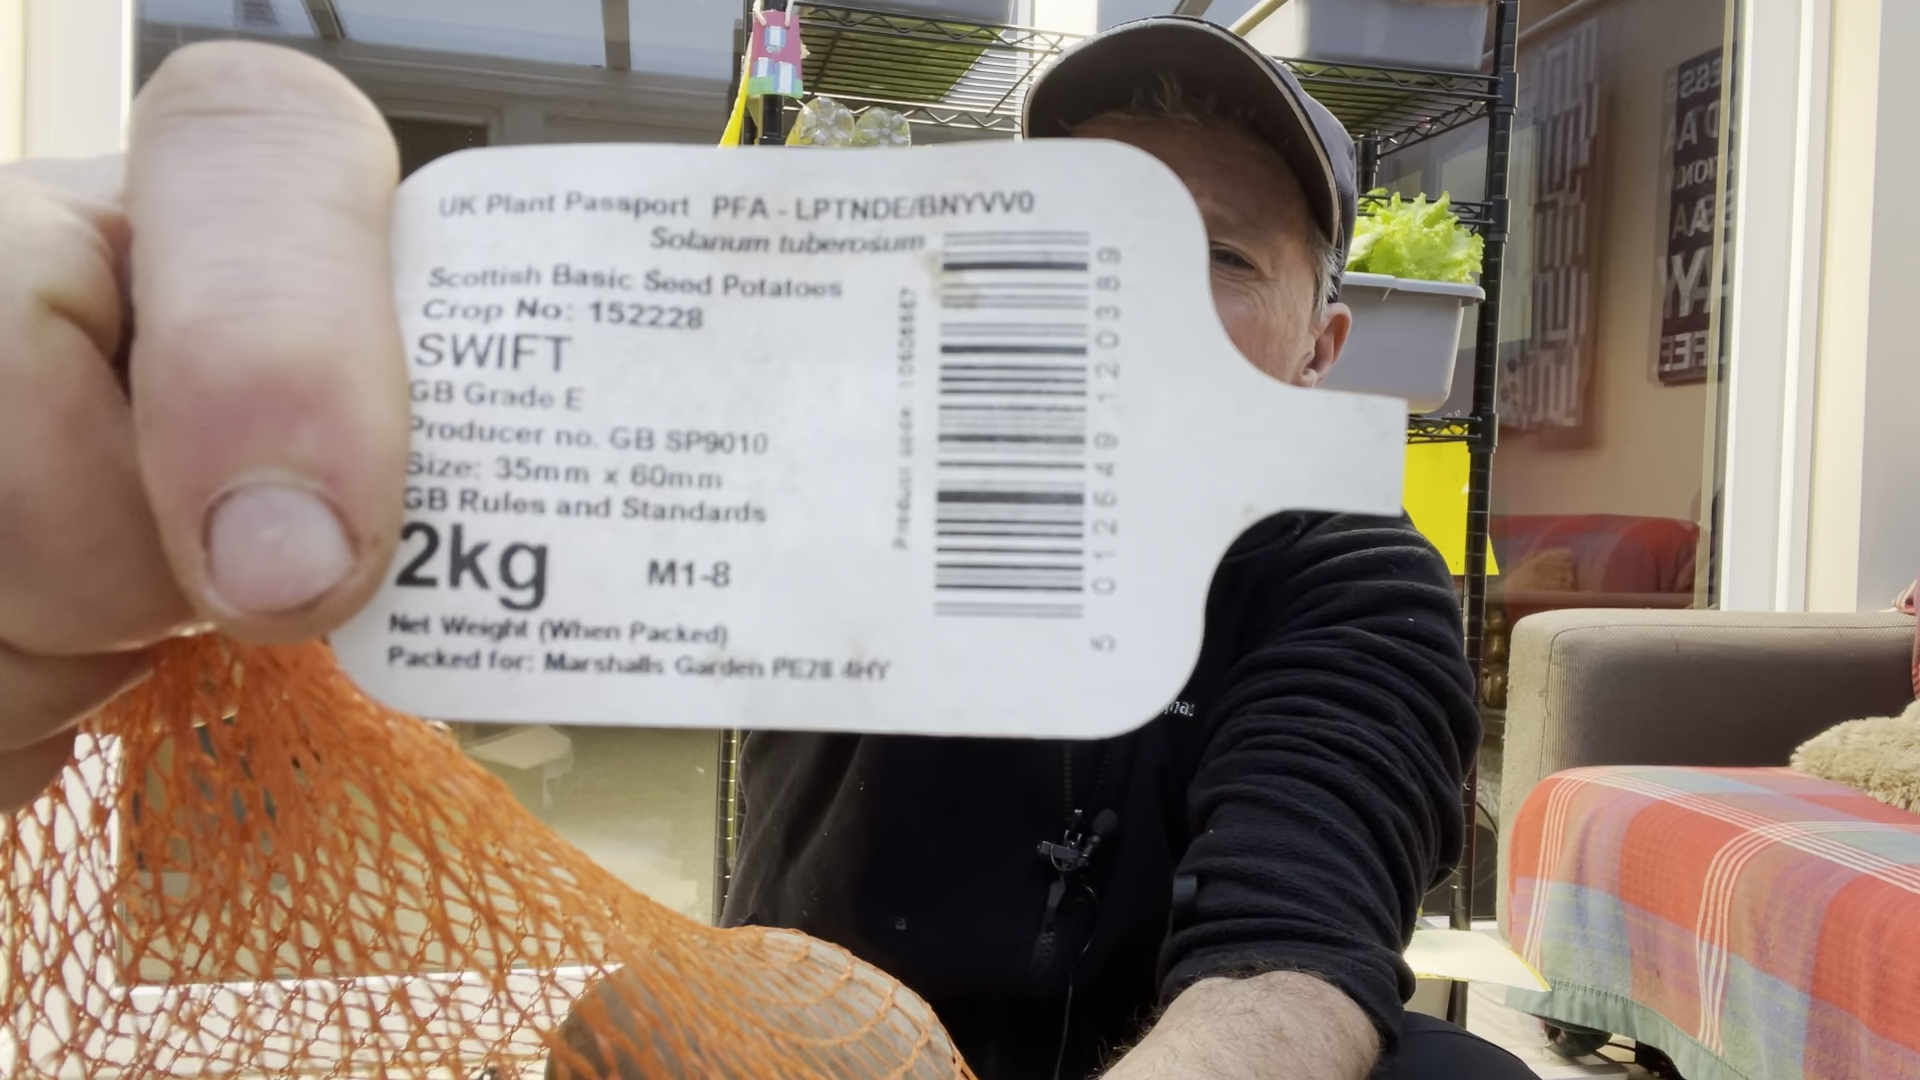 UK Plant Passport PFA - LPTNDE/BNYVV0
Solanum tuberosum
Scottish Basic Seed Potatoes
Crop No: 152228
SWIFT
GB Grade E
Producer no. GB SP9010
Size: 35mm x 60mm
GB Rules and Standards
2kg M1-8
Net Weight (When Packed)
Packed for: Marshalls Garden PE28 4HY
5 012649 120389